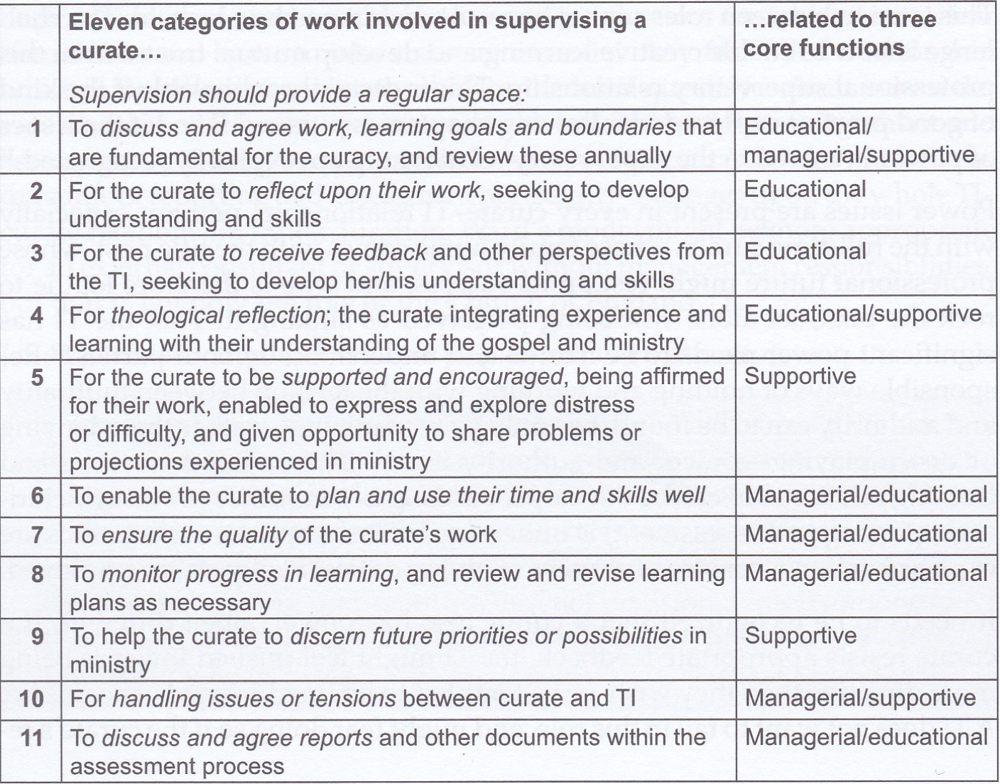 Eleven categories of work involved in supervising a
curate…
Supervision should provide a regular space:
…related to three
core functions
1
To discuss and agree work, learning goals and boundaries that
are fundamental for the curacy, and review these annually
Educational/
managerial/supportive
2
For the curate to reflect upon their work, seeking to develop
understanding and skills
Educational
3
For the curate to receive feedback and other perspectives from
the TI, seeking to develop her/his understanding and skills
Educational
4
For theological reflection; the curate integrating experience and
learning with their understanding of the gospel and ministry
Educational/supportive
5
For the curate to be supported and encouraged, being affirmed
for their work, enabled to express and explore distress
or difficulty, and given opportunity to share problems or
projections experienced in ministry
Supportive
6
To enable the curate to plan and use their time and skills well
Managerial/educational
7
To ensure the quality of the curate's work
Managerial/educational
8
To monitor progress in learning, and review and revise learning
plans as necessary
Managerial/educational
9
To help the curate to discern future priorities or possibilities in
ministry
Supportive
10
For handling issues or tensions between curate and TI
Managerial/supportive
11
To discuss and agree reports and other documents within the
assessment process
Managerial/educational